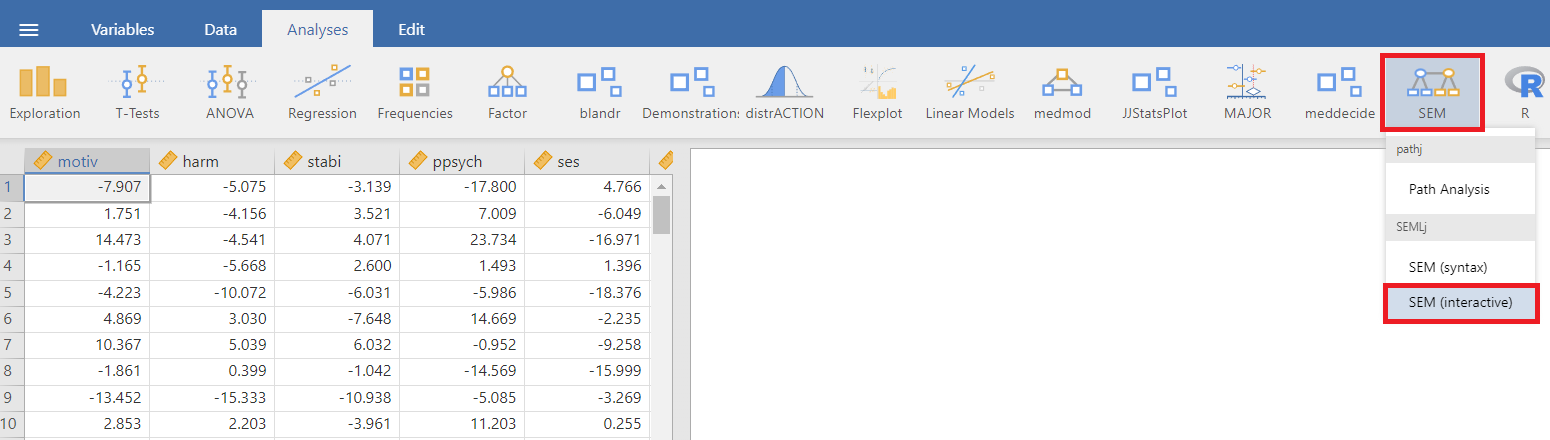 Variables Data Analyses Edit
Exploration T-Tests ANOVA Regression Frequencies Factor blandr Demonstrations distrACTION Flexplot Linear Models medmod JJStatsPlot MAJOR meddecide SEM R
motiv harm stabi ppsych ses
1 -7.907 -5.075 -3.139 -17.800 4.766
2 1.751 -4.156 3.521 7.009 -6.049
3 14.473 -4.541 4.071 23.734 -16.971
4 -1.165 -5.668 2.600 1.493 1.396
5 -4.223 -10.072 -6.031 -5.986 -18.376
6 4.869 3.030 -7.648 14.669 -2.235
7 10.367 5.039 6.032 -0.952 -9.258
8 -1.861 0.399 -1.042 -14.569 -15.999
9 -13.452 -15.333 -10.938 -5.085 -3.269
10 2.853 2.203 -3.961 11.203 0.255
pathj
Path Analysis
SEMLj
SEM (syntax)
SEM (interactive)